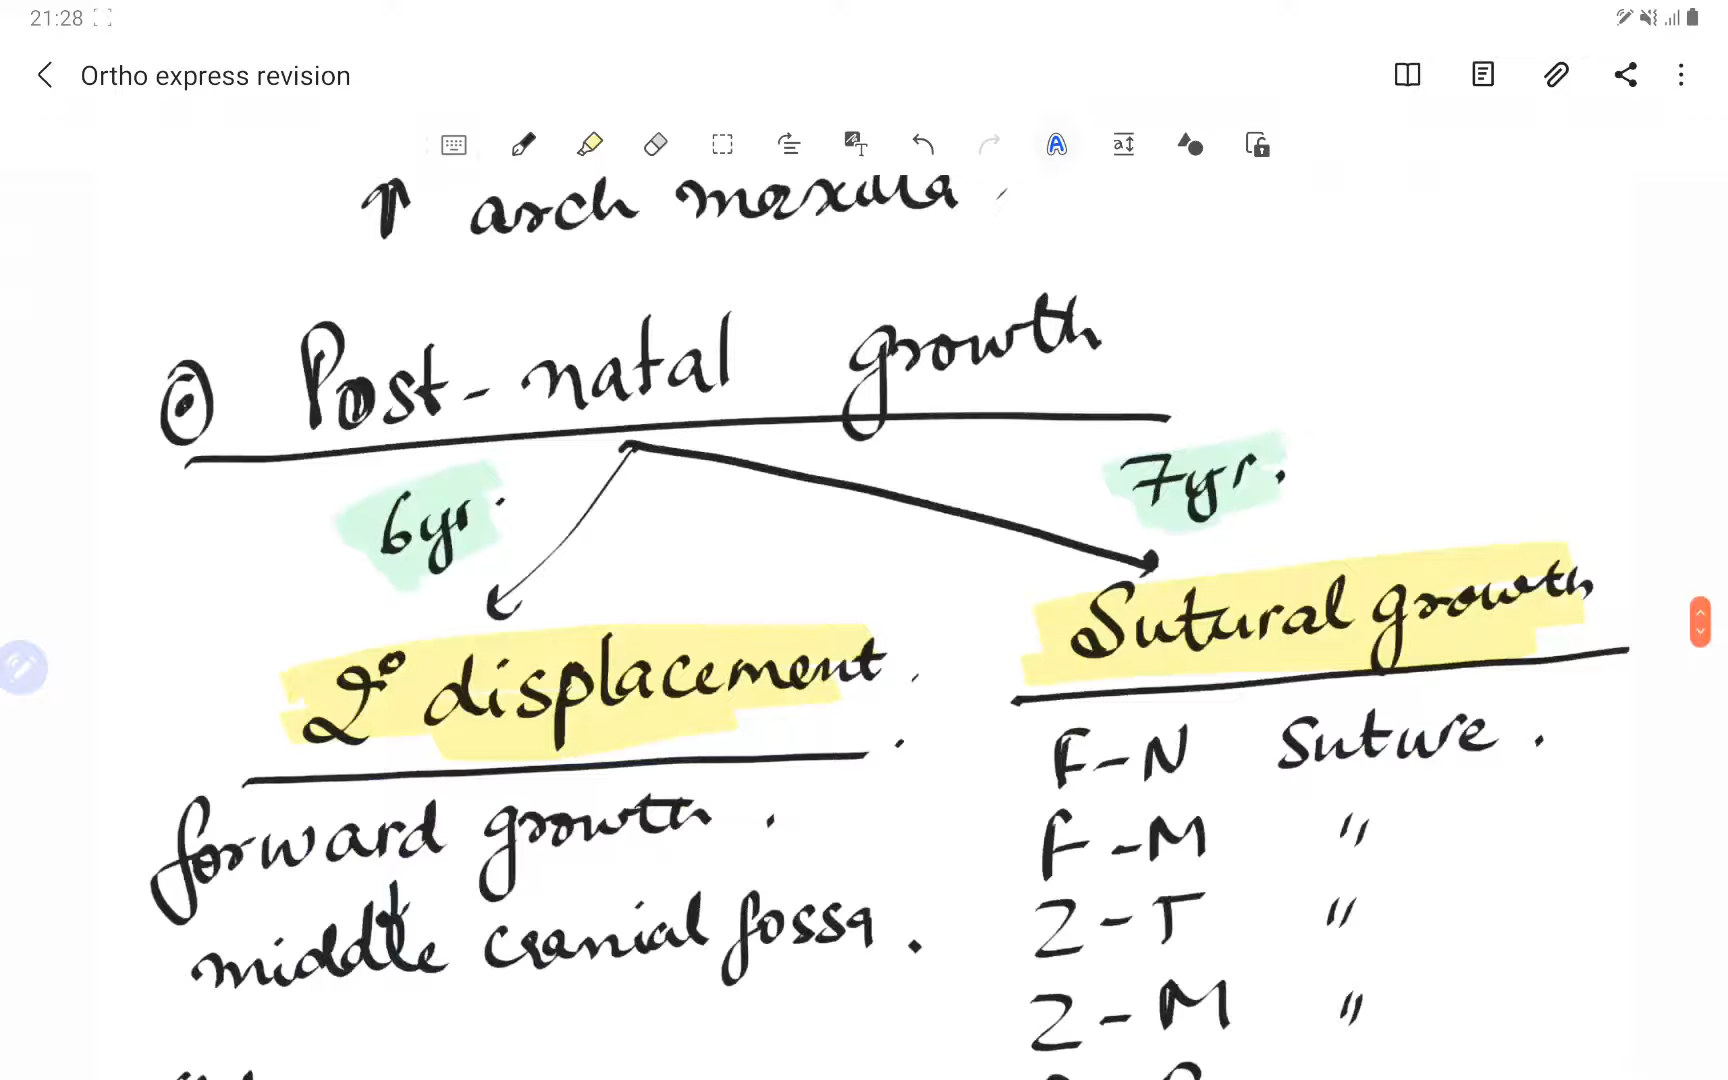 21:28
Ortho express revision
↑ arch maxilla.
⊙ Post-natal growth
6yr.
7yr.
2° displacement.
Sutural growth
forward growth.
middle cranial fossa.
F-N Suture.
F-M "
Z-T "
Z-M "